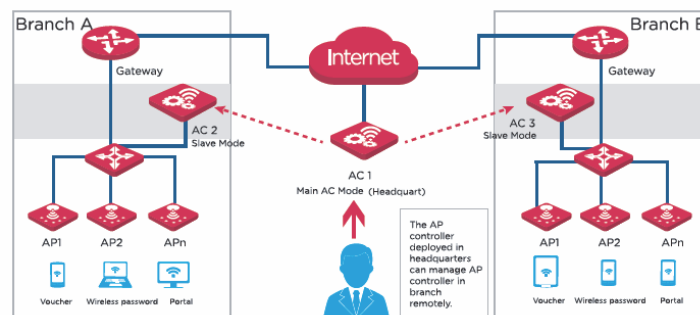 Branch A
Internet
Branch B
Gateway
Gateway
AC 2
Slave Mode
AC 3
Slave Mode
AC 1
Main AC Mode (Headquart)
AP1
AP2
APn
AP1
AP2
APn
The AP
controller
deployed in
headquarters
can manage AP
controller in
branch
remotely.
Voucher
Wireless password
Portal
Voucher
Wireless password
Portal